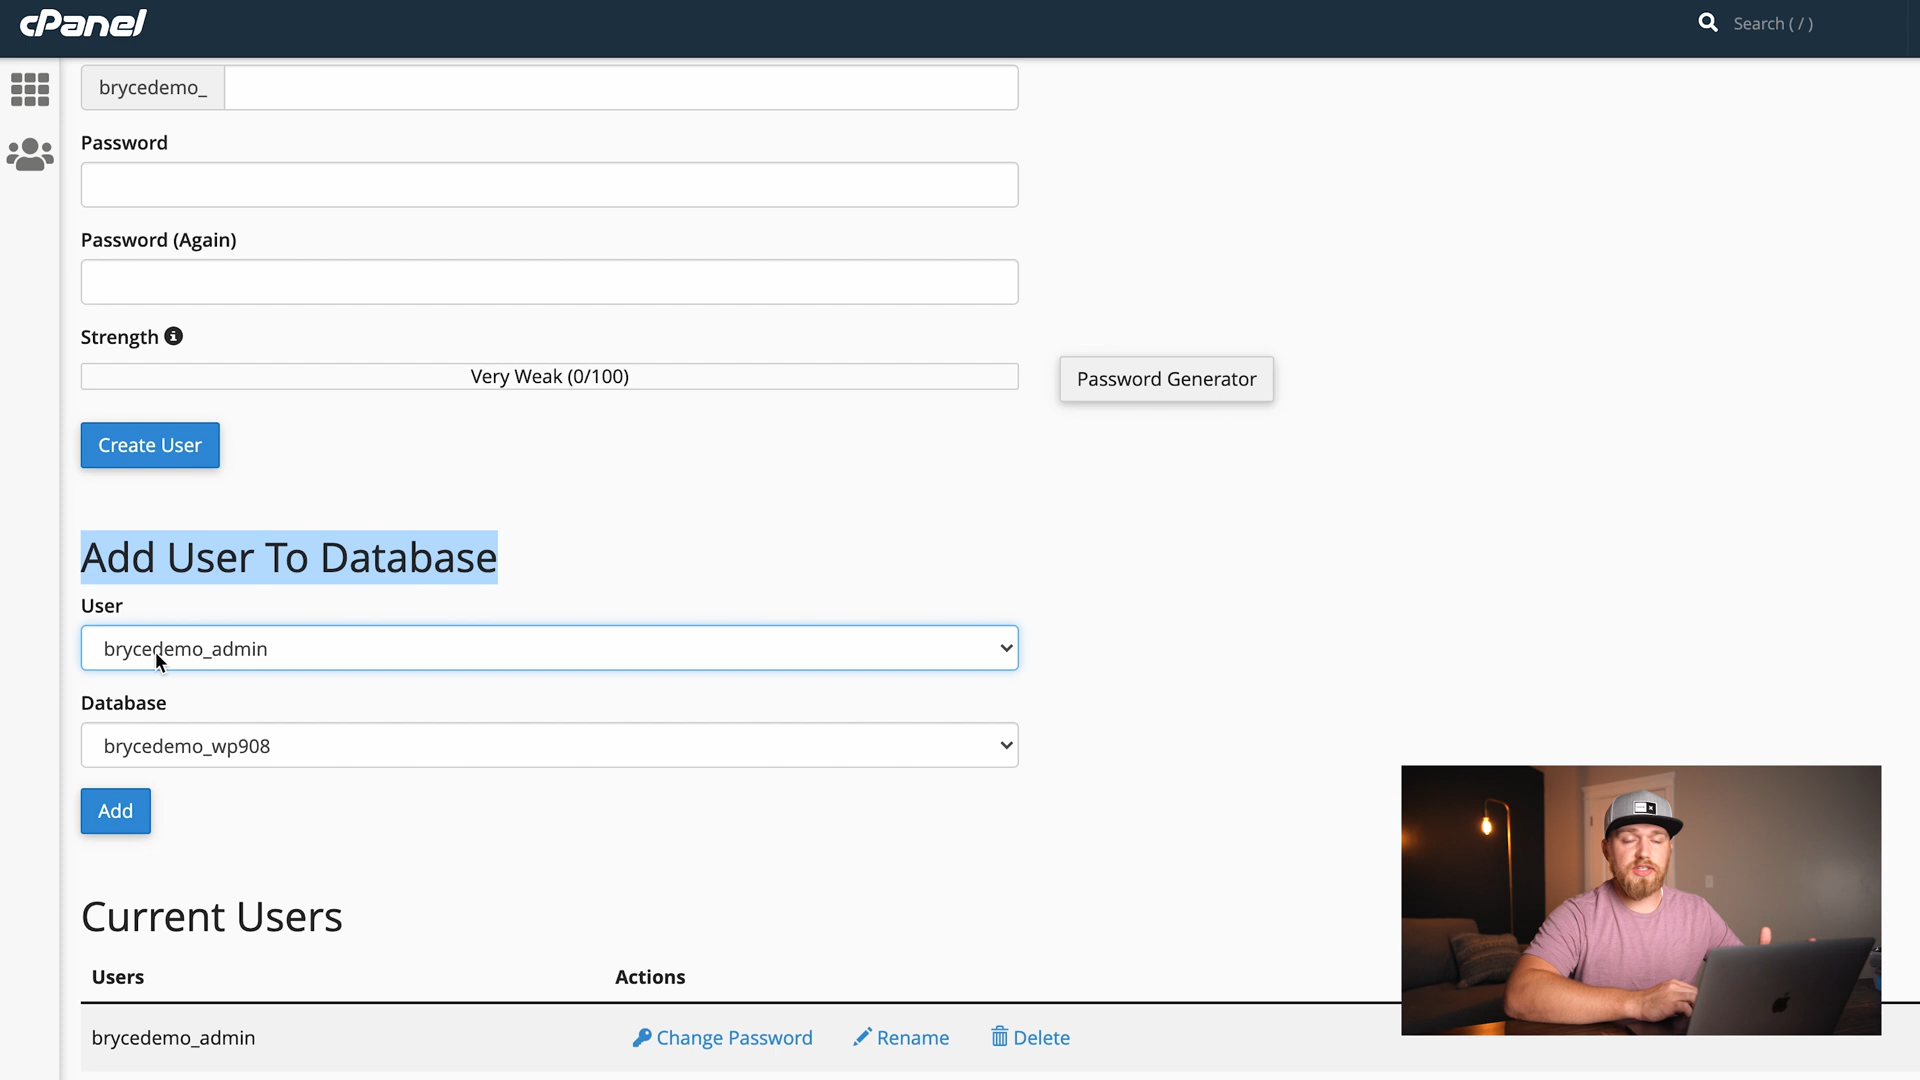 cPanel
Search ( / )
brycedemo_
Password
Password (Again)
Strength
Very Weak (0/100)
Password Generator
Create User
Add User To Database
User
brycedemo_admin
Database
brycedemo_wp908
Add
Current Users
Users Actions
brycedemo_admin Change Password Rename Delete